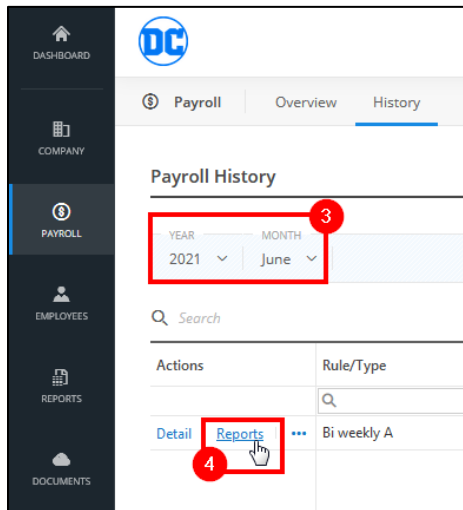 DASHBOARD
COMPANY
PAYROLL
EMPLOYEES
REPORTS
DOCUMENTS
DC
Payroll Overview History
Payroll History
3
YEAR MONTH
2021 June
Search
Actions Rule/Type
Detail Reports ••• Bi weekly A
4